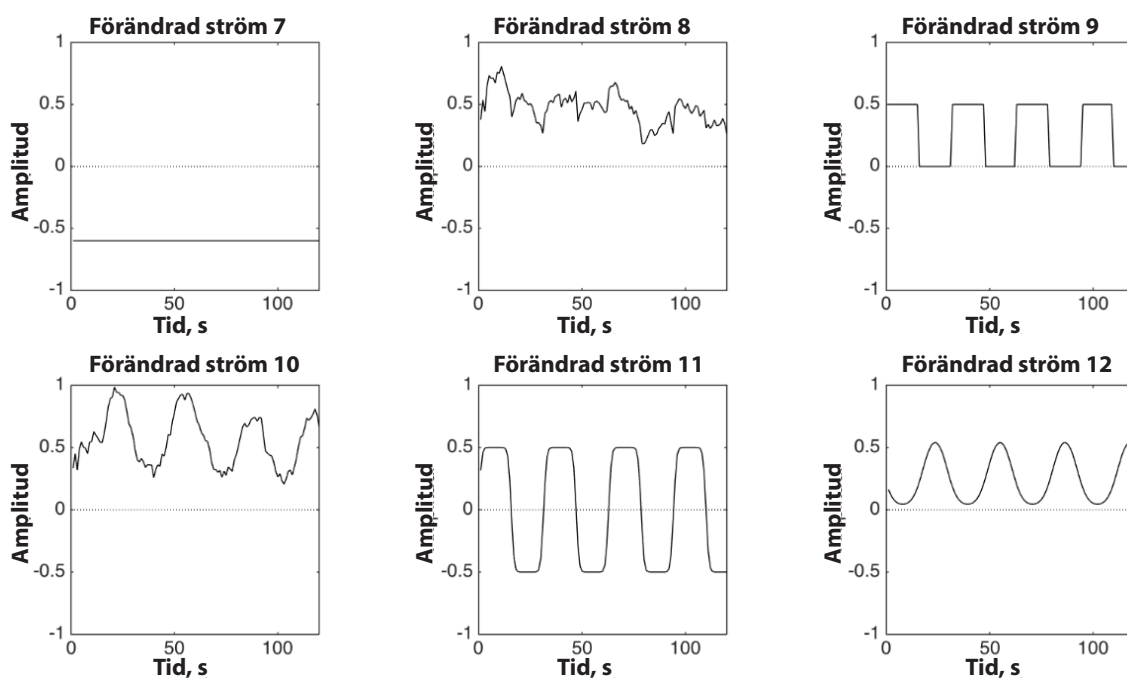 Förändrad ström 7
1
0.5
0
-0.5
-1
Amplitud
0
50
100
Tid, s
Förändrad ström 8
1
0.5
0
-0.5
-1
Amplitud
0
50
100
Tid, s
Förändrad ström 9
1
0.5
0
-0.5
-1
Amplitud
0
50
100
Tid, s
Förändrad ström 10
1
0.5
0
-0.5
-1
Amplitud
0
50
100
Tid, s
Förändrad ström 11
1
0.5
0
-0.5
-1
Amplitud
0
50
100
Tid, s
Förändrad ström 12
1
0.5
0
-0.5
-1
Amplitud
0
50
100
Tid, s